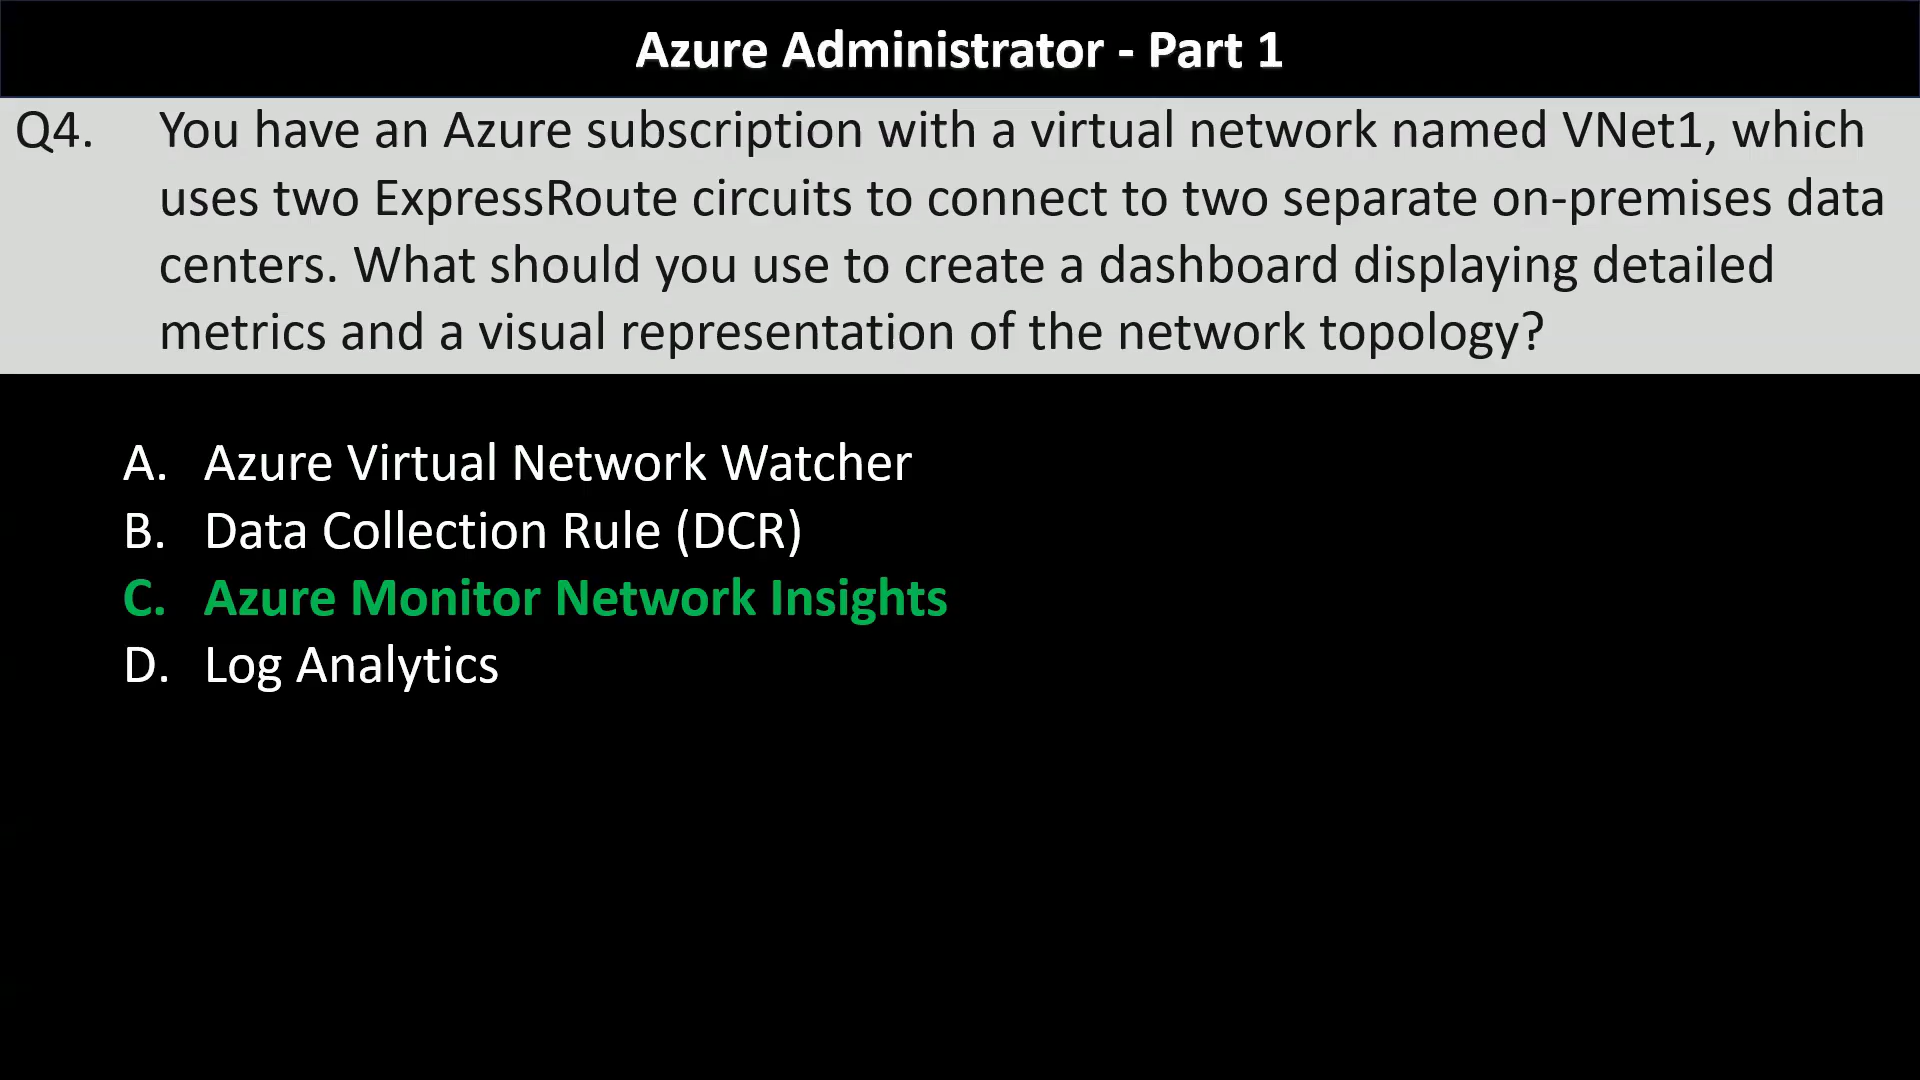 Azure Administrator - Part 1
Q4. You have an Azure subscription with a virtual network named VNet1, which
uses two ExpressRoute circuits to connect to two separate on-premises data
centers. What should you use to create a dashboard displaying detailed
metrics and a visual representation of the network topology?
A. Azure Virtual Network Watcher
B. Data Collection Rule (DCR)
C. Azure Monitor Network Insights
D. Log Analytics